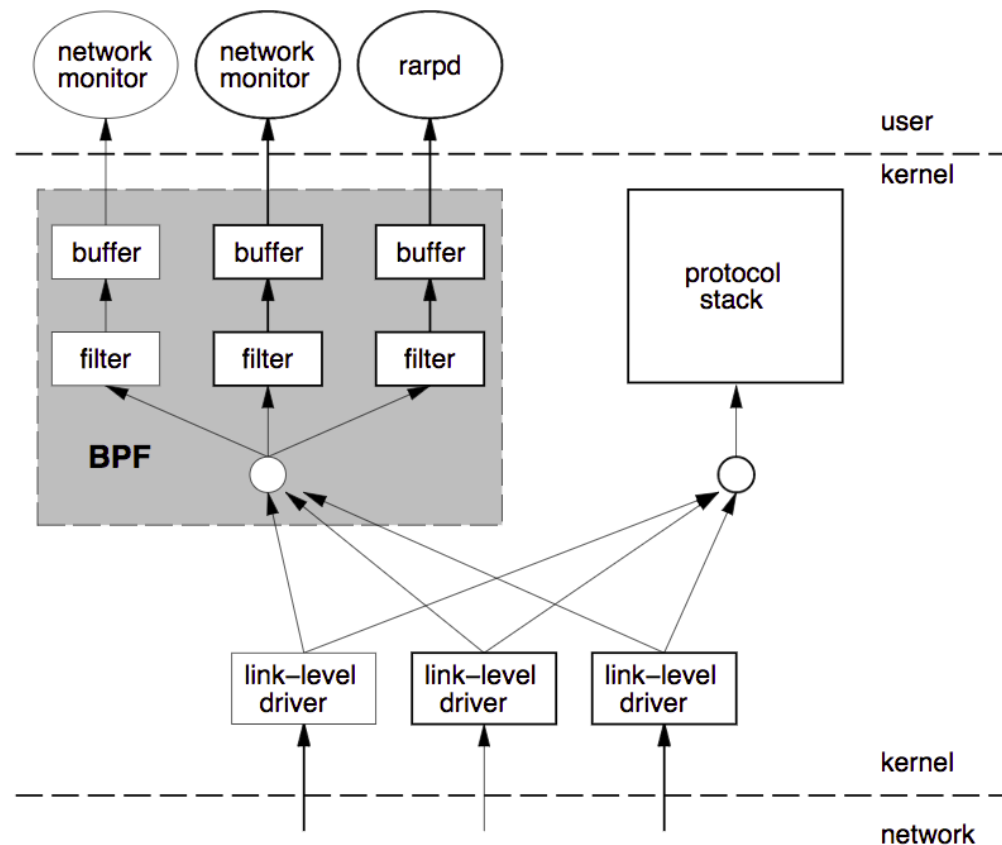 network
monitor
network
monitor
rarpd
user
kernel
buffer
buffer
buffer
protocol
stack
filter
filter
filter
BPF
link–level
driver
link–level
driver
link–level
driver
kernel
network